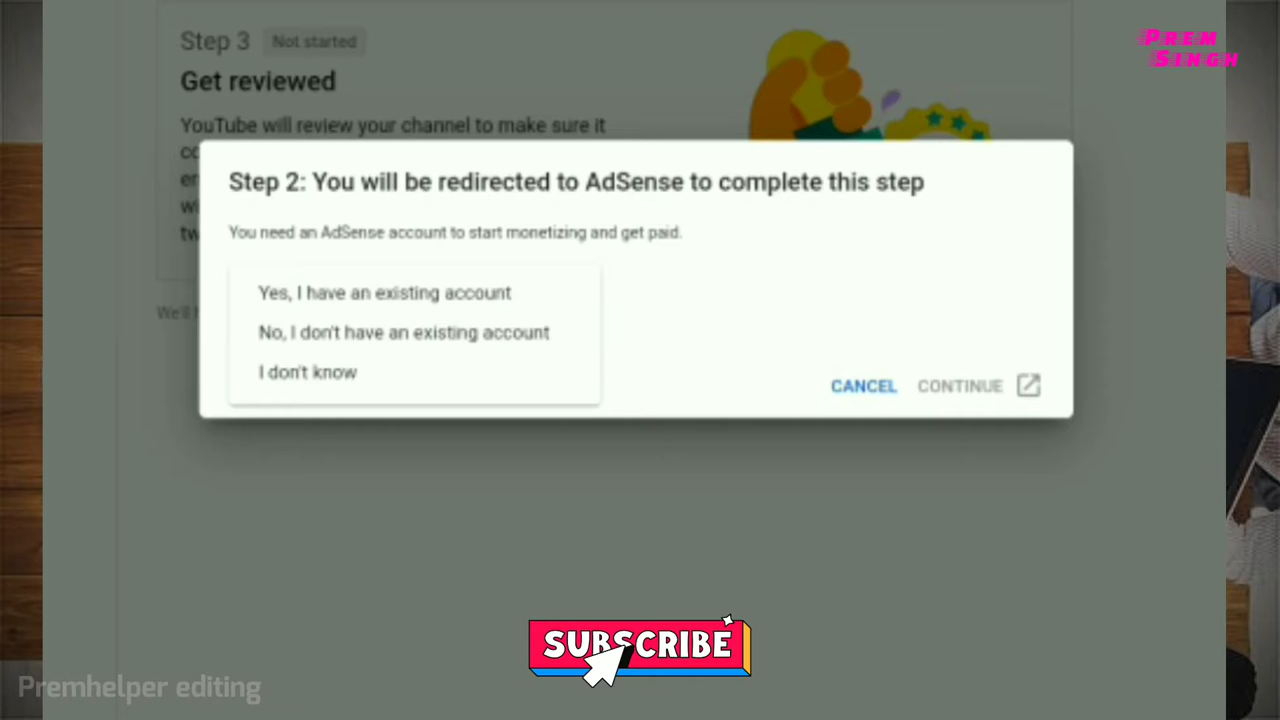 Step 3 Not started
Get reviewed
YouTube will review your channel to make sure it
Step 2: You will be redirected to AdSense to complete this step
You need an AdSense account to start monetizing and get paid.
Yes, I have an existing account
No, I don't have an existing account
I don't know
CANCEL CONTINUE
We'll
SUBSCRIBE
PREM
SINGH
Premhelper editing